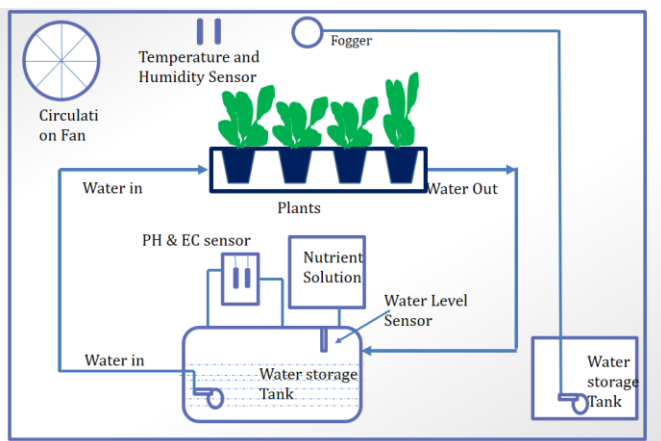 Temperature and
Humidity Sensor
Fogger
Circulati
on Fan
Water in
Water Out
Plants
PH & EC sensor
Nutrient
Solution
Water Level
Sensor
Water in
Water storage
Tank
Water
storage
Tank